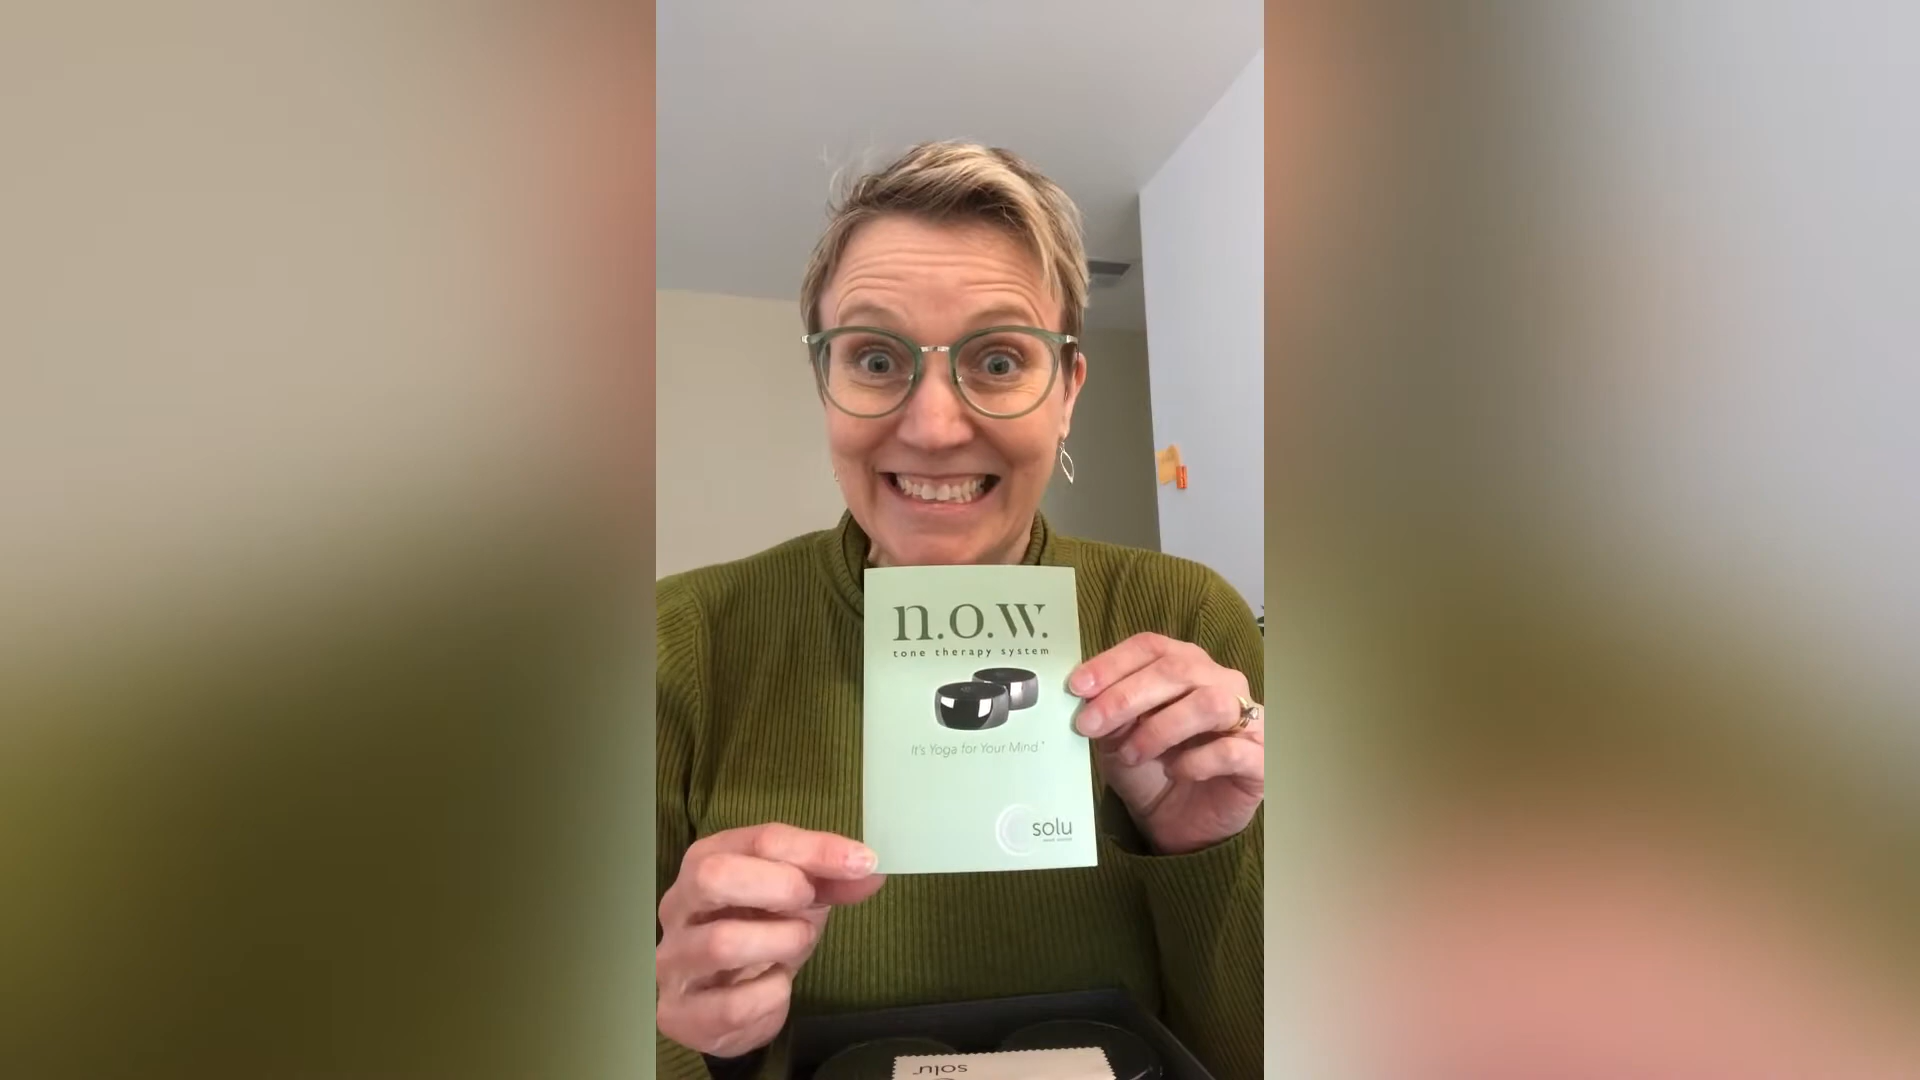 n.o.w.
tone therapy system
It's Yoga for Your Mind
solu
solu